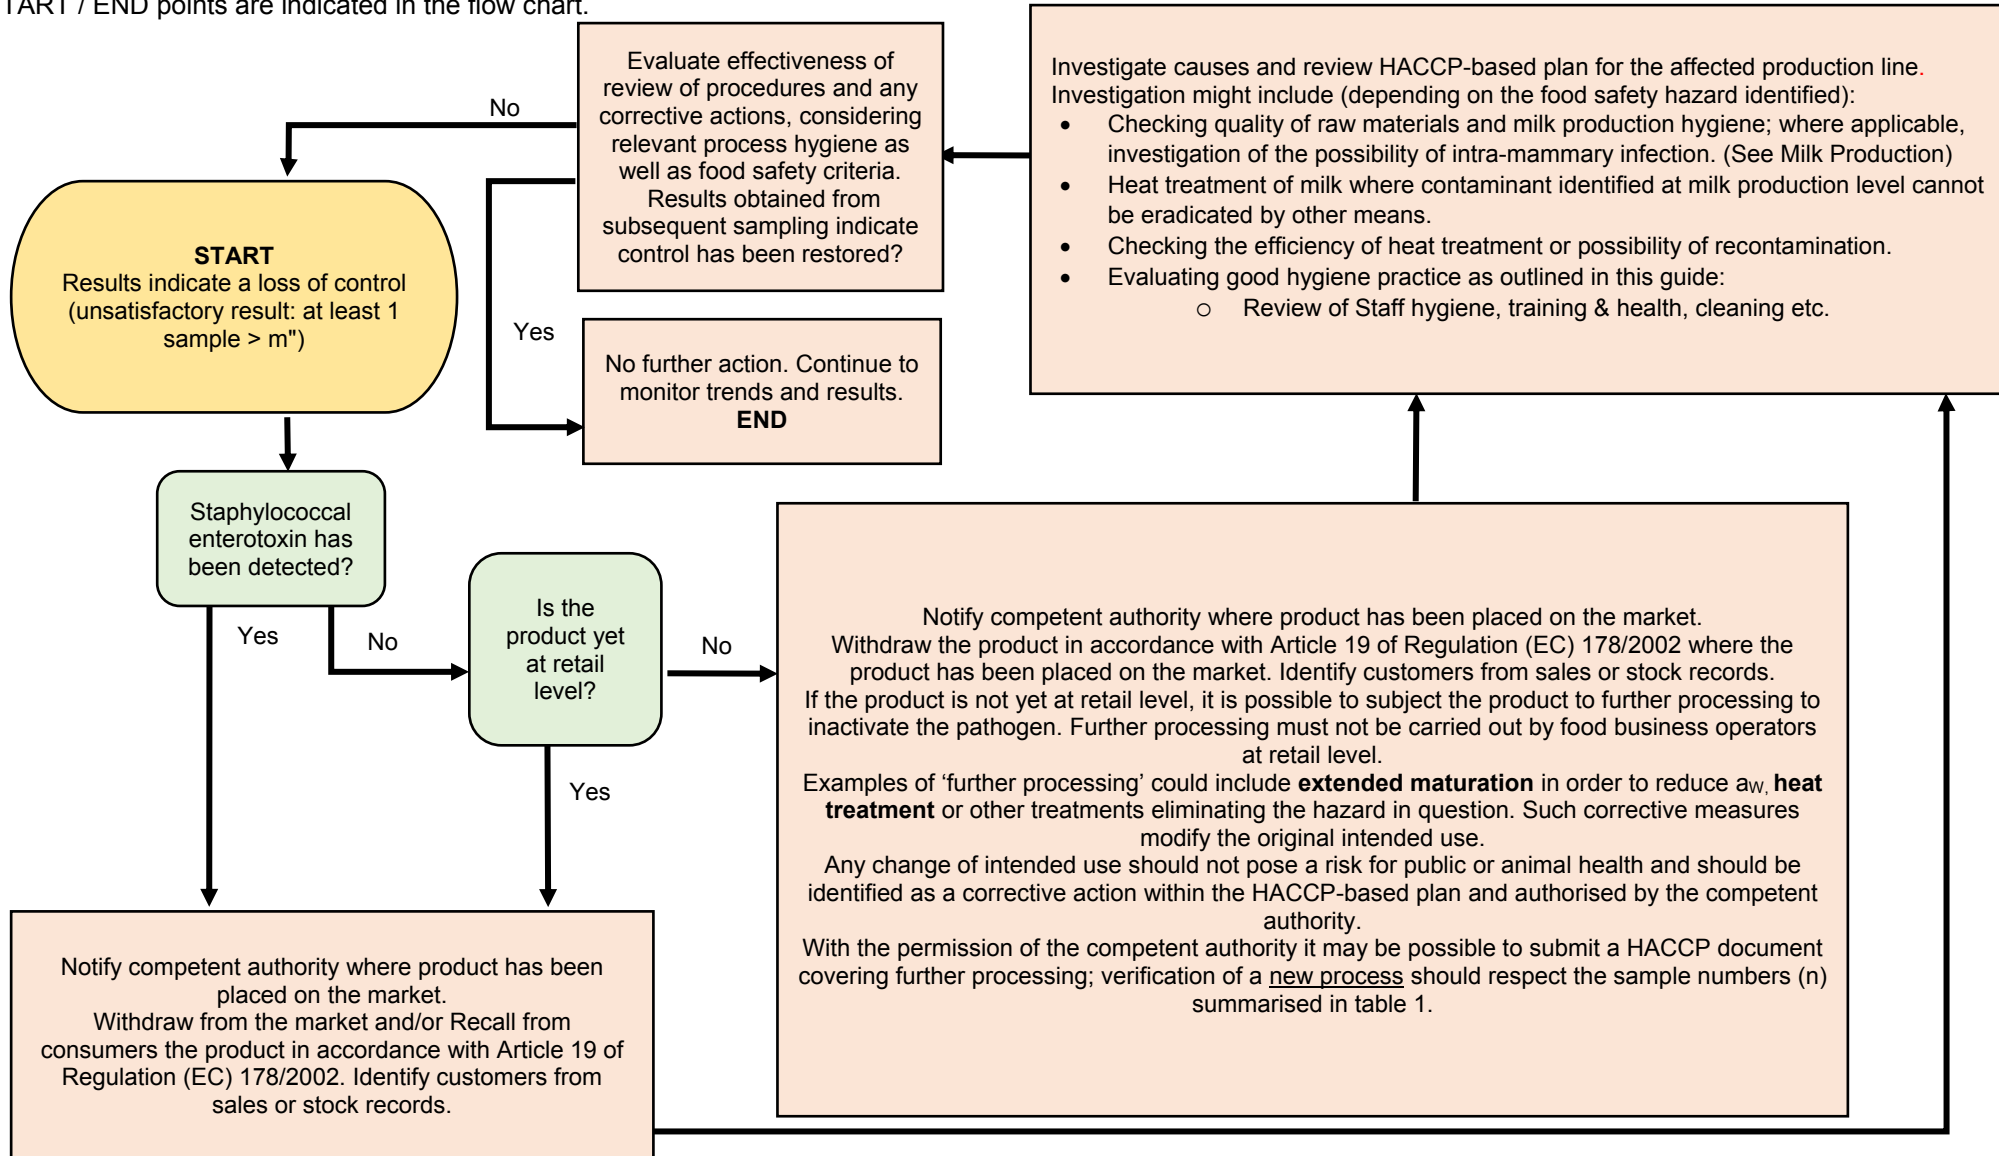 TART / END points are indicated in the flow chart.
Evaluate effectiveness of
review of procedures and any
corrective actions, considering
relevant process hygiene as
well as food safety criteria.
Results obtained from
subsequent sampling indicate
control has been restored?
Investigate causes and review HACCP-based plan for the affected production line.
Investigation might include (depending on the food safety hazard identified):
• Checking quality of raw materials and milk production hygiene; where applicable,
investigation of the possibility of intra-mammary infection. (See Milk Production)
• Heat treatment of milk where contaminant identified at milk production level cannot
be eradicated by other means.
• Checking the efficiency of heat treatment or possibility of recontamination.
• Evaluating good hygiene practice as outlined in this guide:
o Review of Staff hygiene, training & health, cleaning etc.
No
START
Results indicate a loss of control
(unsatisfactory result: at least 1
sample > m")
Yes
No further action. Continue to
monitor trends and results.
END
Staphylococcal
enterotoxin has
been detected?
Yes
No
Is the
product yet
at retail
level?
No
Yes
Notify competent authority where product has been placed on the market.
Withdraw the product in accordance with Article 19 of Regulation (EC) 178/2002 where the
product has been placed on the market. Identify customers from sales or stock records.
If the product is not yet at retail level, it is possible to subject the product to further processing to
inactivate the pathogen. Further processing must not be carried out by food business operators
at retail level.
Examples of ‘further processing’ could include extended maturation in order to reduce aw, heat
treatment or other treatments eliminating the hazard in question. Such corrective measures
modify the original intended use.
Any change of intended use should not pose a risk for public or animal health and should be
identified as a corrective action within the HACCP-based plan and authorised by the competent
authority.
With the permission of the competent authority it may be possible to submit a HACCP document
covering further processing; verification of a new process should respect the sample numbers (n)
summarised in table 1.
Notify competent authority where product has been
placed on the market.
Withdraw from the market and/or Recall from
consumers the product in accordance with Article 19 of
Regulation (EC) 178/2002. Identify customers from
sales or stock records.